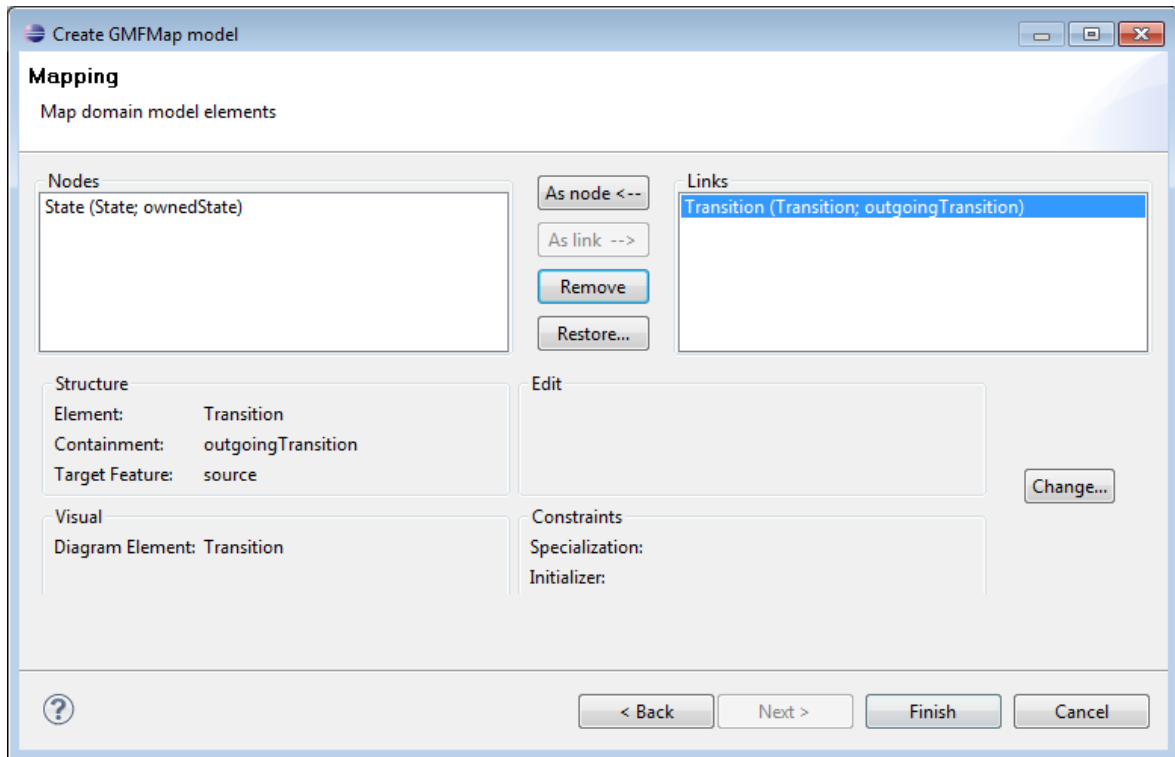 Create GMFMap model
Mapping
Map domain model elements
Nodes
State (State; ownedState)
As node <--
As link -->
Remove
Restore...
Links
Transition (Transition; outgoingTransition)
Structure
Element: Transition
Containment: outgoingTransition
Target Feature: source
Edit
Change...
Visual
Diagram Element: Transition
Constraints
Specialization:
Initializer:
?
< Back
Next >
Finish
Cancel